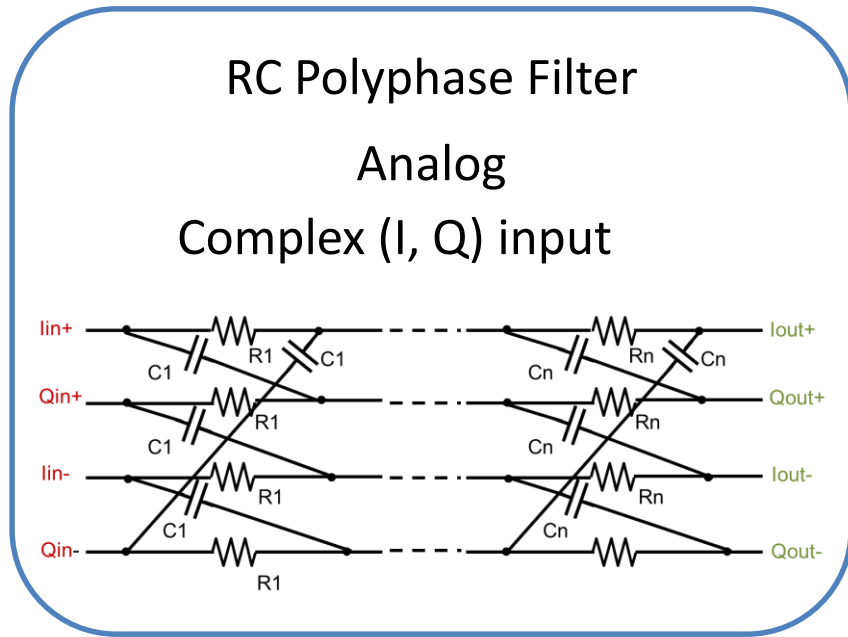 RC Polyphase Filter
Analog
Complex (I, Q) input
Iin+
R1
C1
C1
Rn
Cn
Cn
Iout+
Qin+
R1
C1
Rn
Cn
Qout+
Iin-
R1
C1
Rn
Cn
Iout-
Qin-
R1
Qout-